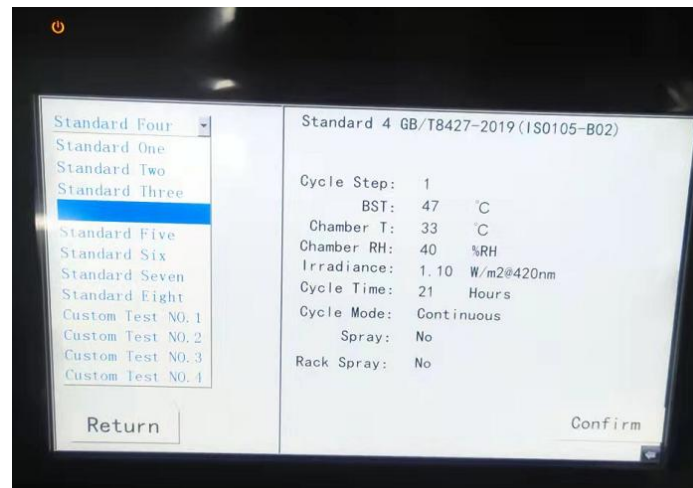 Standard Four
Standard One
Standard Two
Standard Three
Standard Five
Standard Six
Standard Seven
Standard Eight
Custom Test NO.1
Custom Test NO.2
Custom Test NO.3
Custom Test NO.4
Return
Standard 4 GB/T8427-2019(ISO105-B02)
Cycle Step: 1
BST: 47 °C
Chamber T: 33 °C
Chamber RH: 40 %RH
Irradiance: 1.10 W/m2@420nm
Cycle Time: 21 Hours
Cycle Mode: Continuous
Spray: No
Rack Spray: No
Confirm